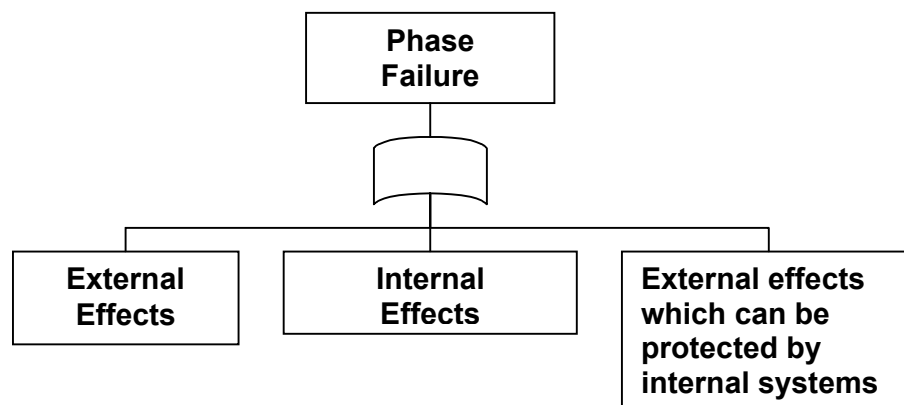 Phase
Failure
External
Effects
Internal
Effects
External effects
which can be
protected by
internal systems